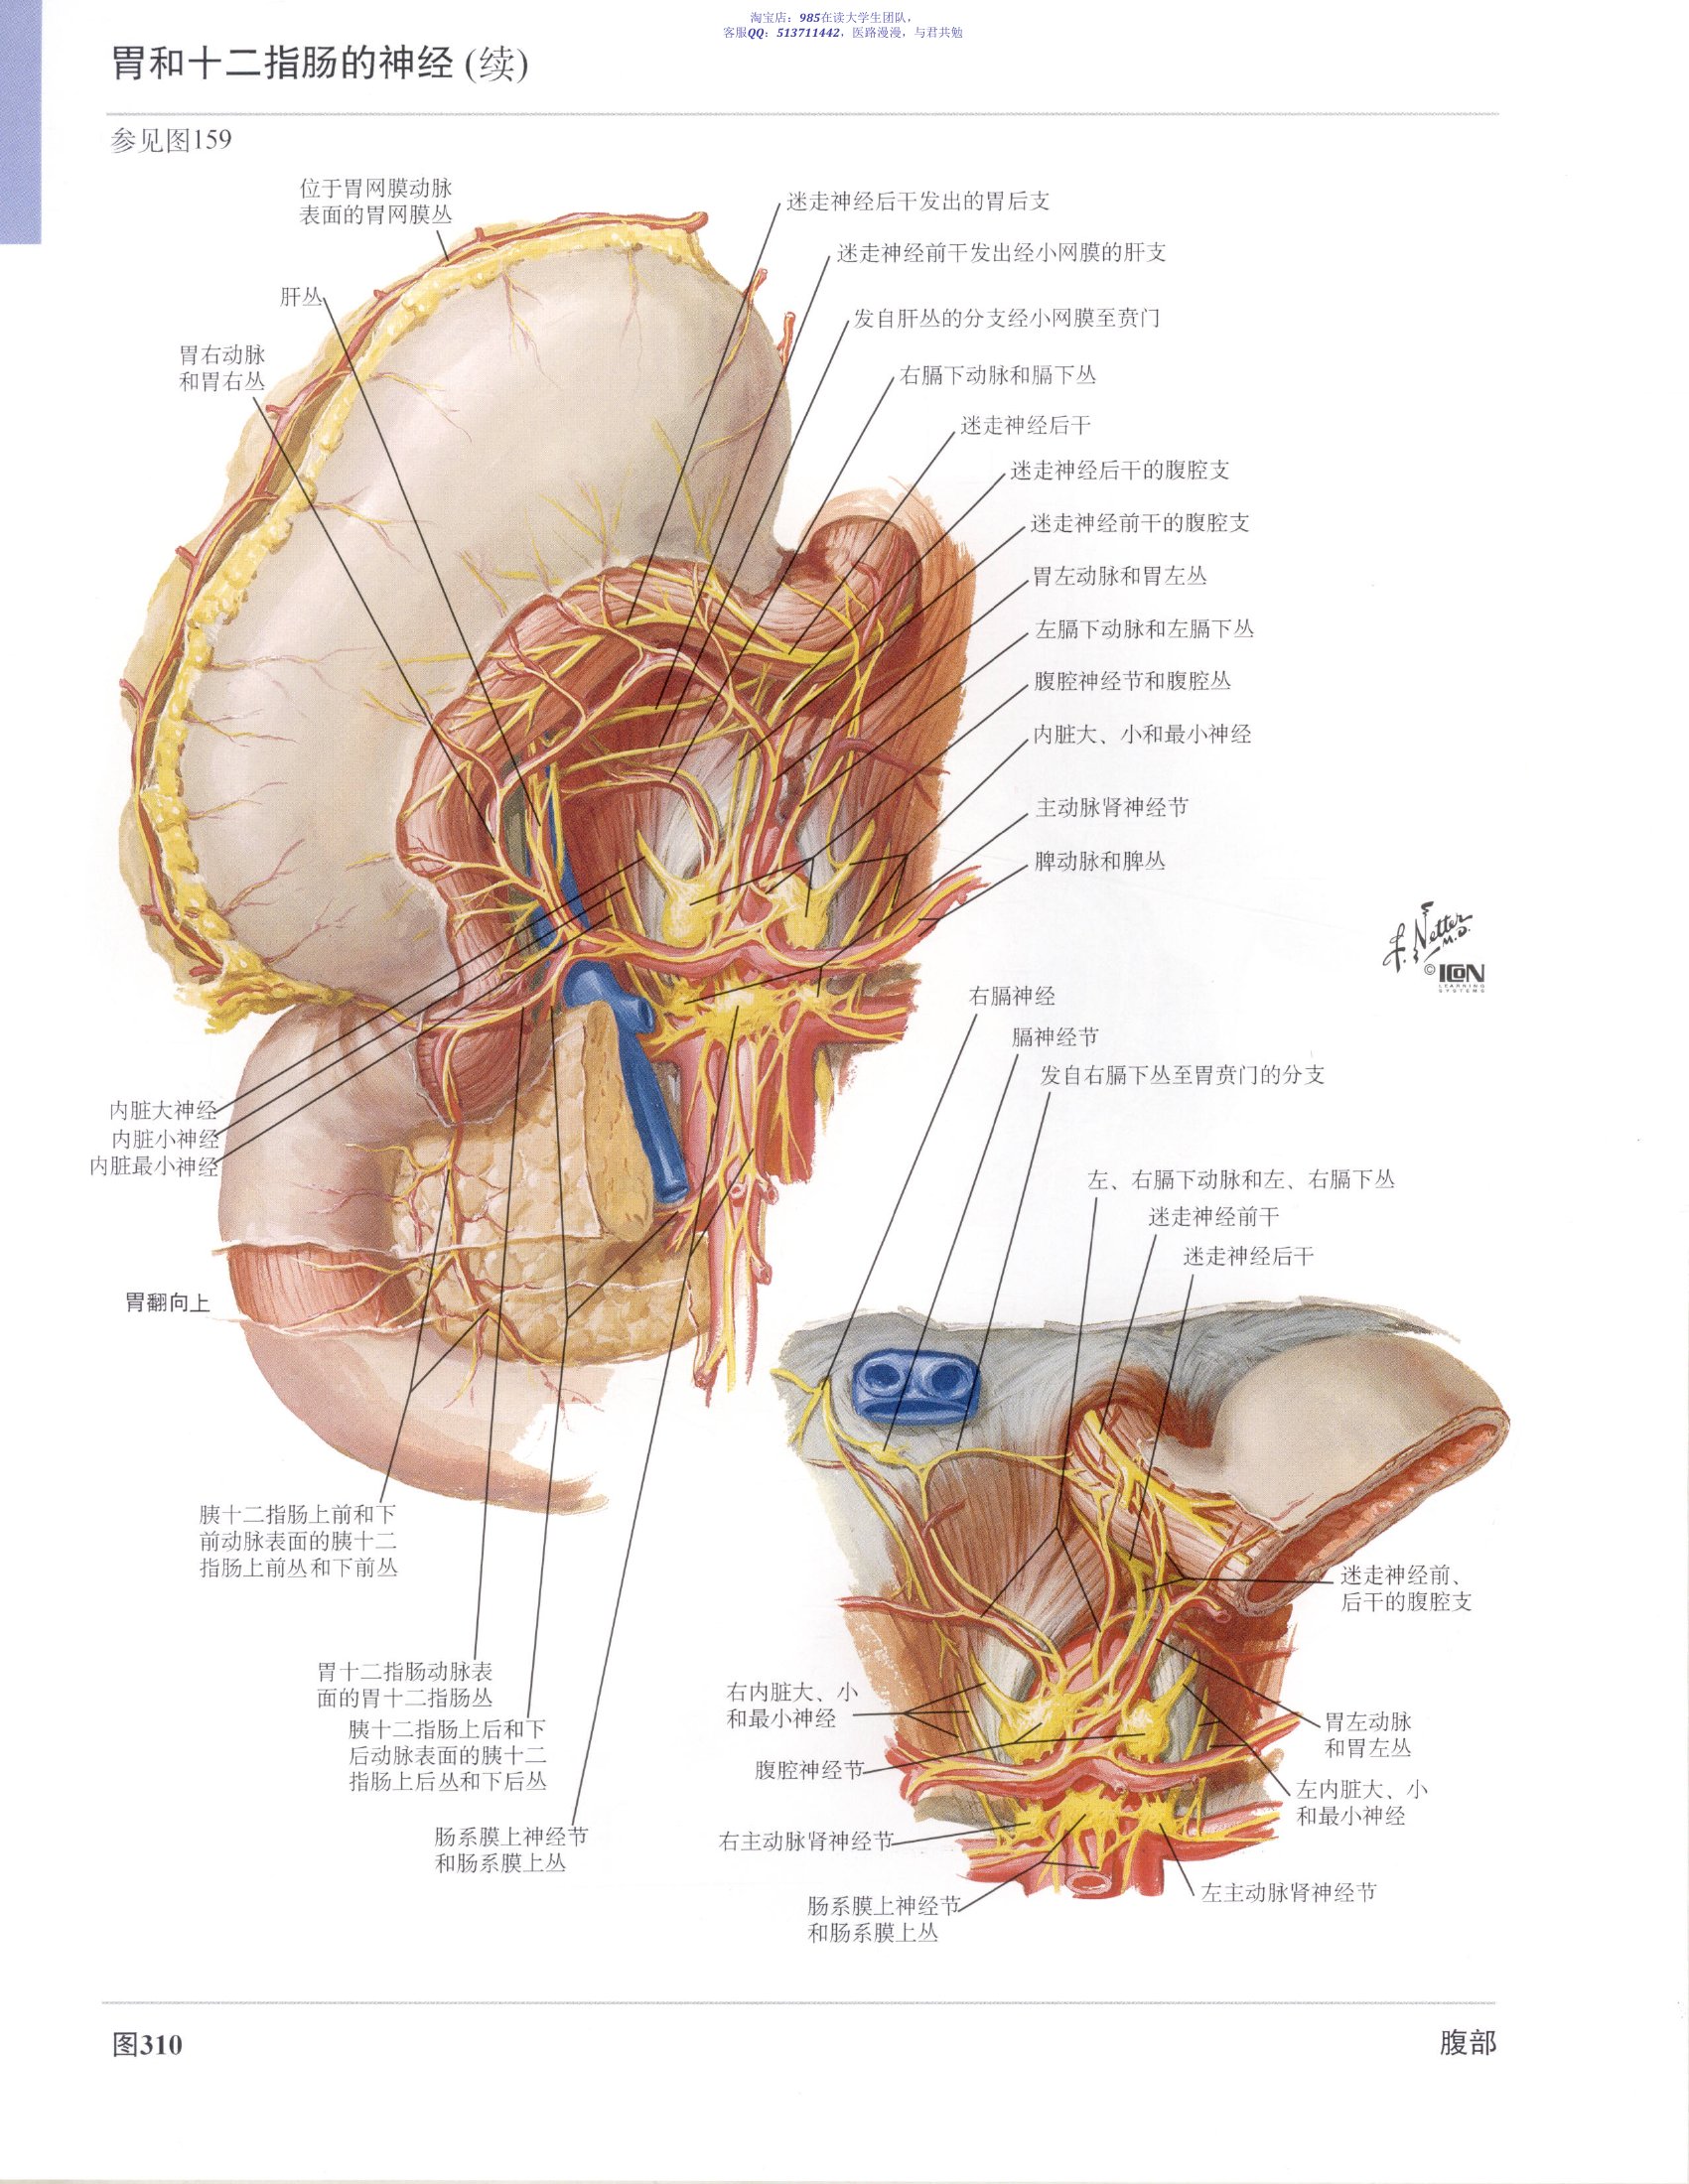 淘宝店：985在读大学生团队，
客服QQ：513711442，医路漫漫，与君共勉
胃和十二指肠的神经 (续)
参见图159
位于胃网膜动脉
表面的胃网膜丛
肝丛
胃右动脉
和胃右丛
迷走神经后干发出的胃后支
迷走神经前干发出经小网膜的肝支
发自肝丛的分支经小网膜至贲门
右膈下动脉和膈下丛
迷走神经后干
迷走神经后干的腹腔支
迷走神经前干的腹腔支
胃左动脉和胃左丛
左膈下动脉和左膈下丛
腹腔神经节和腹腔丛
内脏大、小和最小神经
主动脉肾神经节
脾动脉和脾丛
F. Netter
M.D.
© ICON
LEARNING
SYSTEMS
右膈神经
膈神经节
发自右膈下丛至胃贲门的分支
左、右膈下动脉和左、右膈下丛
迷走神经前干
迷走神经后干
内脏大神经
内脏小神经
内脏最小神经
胃翻向上
胰十二指肠上前和下
前动脉表面的胰十二
指肠上前丛和下前丛
胃十二指肠动脉表
面的胃十二指肠丛
胰十二指肠上后和下
后动脉表面的胰十二
指肠上后丛和下后丛
肠系膜上神经节
和肠系膜上丛
迷走神经前、
后干的腹腔支
右内脏大、小
和最小神经
腹腔神经节
右主动脉肾神经节
肠系膜上神经节
和肠系膜上丛
胃左动脉
和胃左丛
左内脏大、小
和最小神经
左主动脉肾神经节
图310
腹部